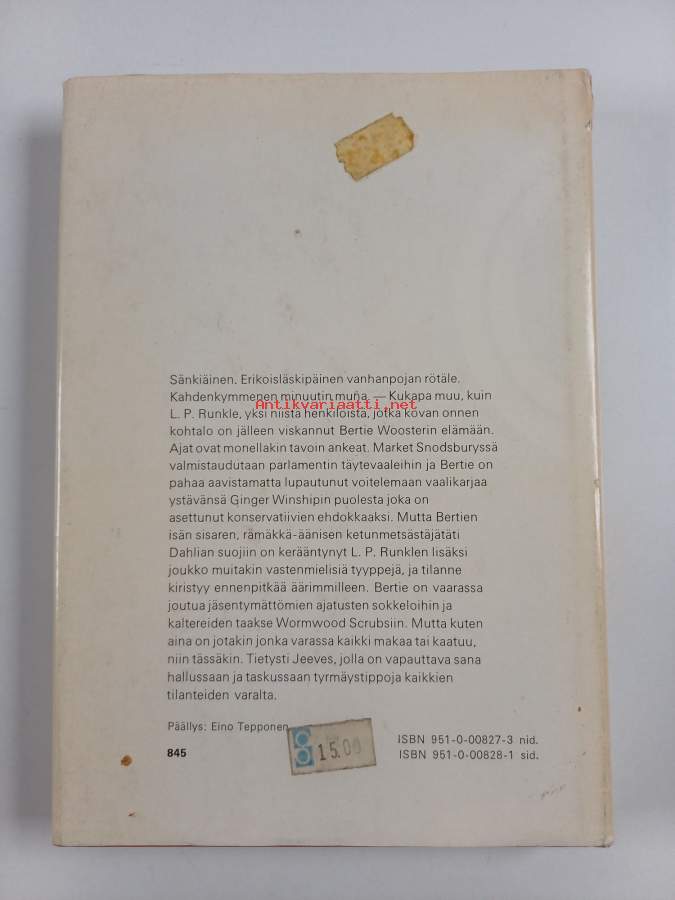 Sänkiäinen. Erikoisläskipäinen vanhanpojan rötäle.
Kahdenkymmenen minuutin muna. — Kukapa muu, kuin
Antikvariaatti.net
L. P. Runkle, yksi niistä henkilöistä, jotka kovan onnen
kohtalo on jälleen viskannut Bertie Woosterin elämään.
Ajat ovat monellakin tavoin ankeat. Market Snodsburyssä
valmistaudutaan parlamentin täytevaaleihin ja Bertie on
pahaa aavistamatta lupautunut voitelemaan vaalikarjaa
ystävänsä Ginger Winshipin puolesta joka on
asettunut konservatiivien ehdokkaaksi. Mutta Bertien
isän sisaren, rämäkkä-äänisen ketunmetsästäjätäti
Dahlian suojiin on kerääntynyt L. P. Runklen lisäksi
joukko muitakin vastenmielisiä tyyppejä, ja tilanne
kiristyy ennenpitkää äärimmilleen. Bertie on vaarassa
joutua jäsentymättömien ajatusten sokkeloihin ja
kaltereiden taakse Wormwood Scrubsiin. Mutta kuten
aina on jotakin jonka varassa kaikki makaa tai kaatuu,
niin tässäkin. Tietysti Jeeves, jolla on vapauttava sana
hallussaan ja taskussaan tyrmäystippoja kaikkien
tilanteiden varalta.
Päällys: Eino Tepponen
845
15.00
ISBN 951-0-00827-3 nid.
ISBN 951-0-00828-1 sid.